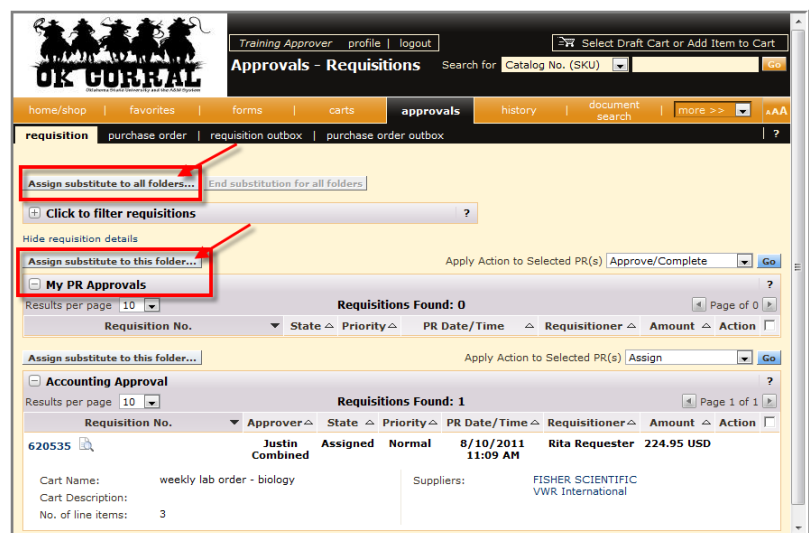 OK CORRAL
Oklahoma State University and the A&M System
Training Approver profile | logout
Select Draft Cart or Add Item to Cart
Approvals - Requisitions Search for Catalog No. (SKU) Go
home/shop | favorites | forms | carts approvals history | document search | more >> AAA
requisition purchase order | requisition outbox | purchase order outbox | ?
Assign substitute to all folders... End substitution for all folders
Click to filter requisitions ?
Hide requisition details
Assign substitute to this folder... Apply Action to Selected PR(s) Approve/Complete Go
My PR Approvals ?
Results per page 10 Requisitions Found: 0 Page of 0
Requisition No. State Priority PR Date/Time Requisitioner Amount Action
Assign substitute to this folder... Apply Action to Selected PR(s) Assign Go
Accounting Approval ?
Results per page 10 Requisitions Found: 1 Page 1 of 1
Requisition No. Approver State Priority PR Date/Time Requisitioner Amount Action
620535 Justin Combined Assigned Normal 8/10/2011 11:09 AM Rita Requester 224.95 USD
Cart Name: weekly lab order - biology Suppliers: FISHER SCIENTIFIC
Cart Description: VWR International
No. of line items: 3